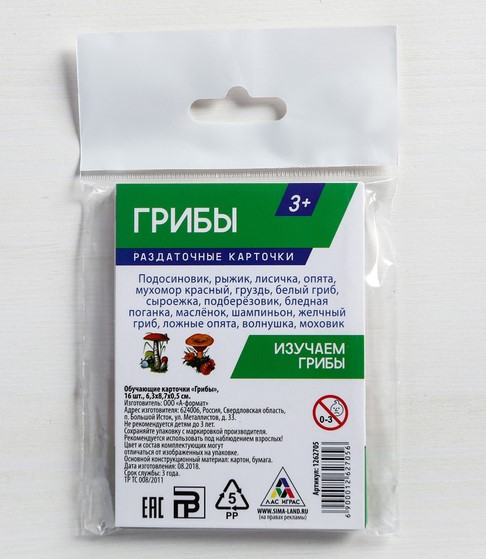 ГРИБЫ
3+
РАЗДАТОЧНЫЕ КАРТОЧКИ
Подосиновик, рыжик, лисичка, опята,
мухомор красный, груздь, белый гриб,
сыроежка, подберёзовик, бледная
поганка, маслёнок, шампиньон, желчный
гриб, ложные опята, волнушка, моховик
ИЗУЧАЕМ
ГРИБЫ
Обучающие карточки «Грибы»,
16 шт., 6,3х8,7х0,5 см.
Изготовитель: ООО «А-формат»
Адрес изготовителя: 624006, Россия, Свердловская область,
п. Большой Исток, ул. Металлистов, д. 33.
Не рекомендуется детям до 3 лет.
Сохраняйте упаковку с маркировкой производителя.
Рекомендуется использовать под наблюдением взрослых!
Цвет и состав комплектующих могут
отличаться от изображенных на упаковке.
Основной конструкционный материал: картон, бумага.
Дата изготовления: 08.2018.
Срок службы: 3 года.
ТР ТС 008/2011
0-3
EAC
5
PP
ЛАС ИГРАС
WWW.SIMA-LAND.RU
(на правах рекламы)
Артикул: 1262705
6900012627056